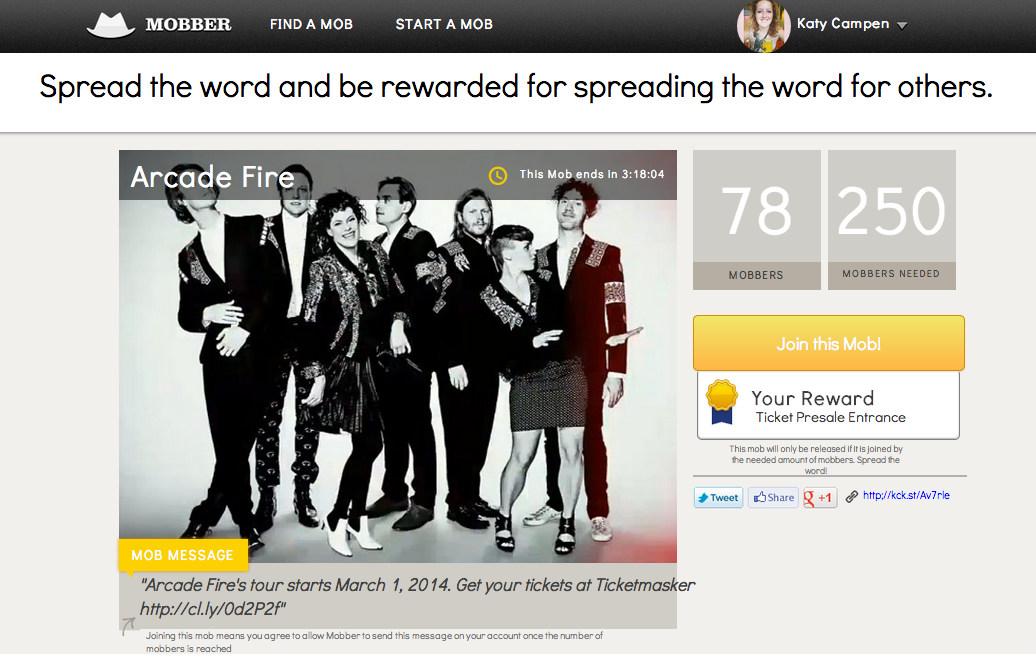 MOBBER
FIND A MOB
START A MOB
Katy Campen
Spread the word and be rewarded for spreading the word for others.
Arcade Fire
This Mob ends in 3:18:04
78
MOBBERS
250
MOBBERS NEEDED
Join this Mob!
Your Reward
Ticket Presale Entrance
This mob will only be released if it is joined by
the needed amount of mobbers. Spread the
word!
Tweet
Share
g +1
http://kck.st/Av7rle
MOB MESSAGE
"Arcade Fire's tour starts March 1, 2014. Get your tickets at Ticketmasker
http://cl.ly/0d2P2f"
Joining this mob means you agree to allow Mobber to send this message on your account once the number of
mobbers is reached